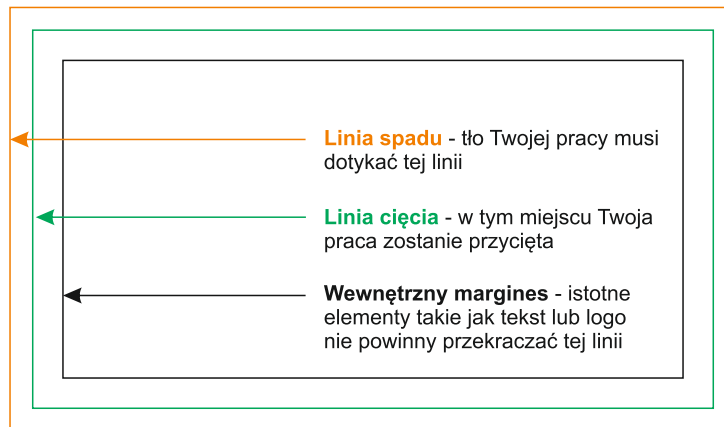 Linia spadu - tło Twojej pracy musi
dotykać tej linii
Linia cięcia - w tym miejscu Twoja
praca zostanie przycięta
Wewnętrzny margines - istotne
elementy takie jak tekst lub logo
nie powinny przekraczać tej linii